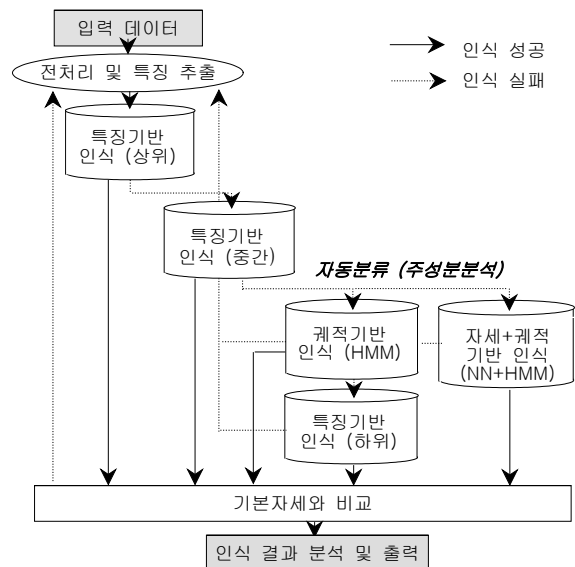 입력 데이터
전처리 및 특징 추출
인식 성공
인식 실패
특징기반
인식 (상위)
특징기반
인식 (중간)
자동분류 (주성분분석)
궤적기반
인식 (HMM)
자세+궤적
기반 인식
(NN+HMM)
특징기반
인식 (하위)
기본자세와 비교
인식 결과 분석 및 출력